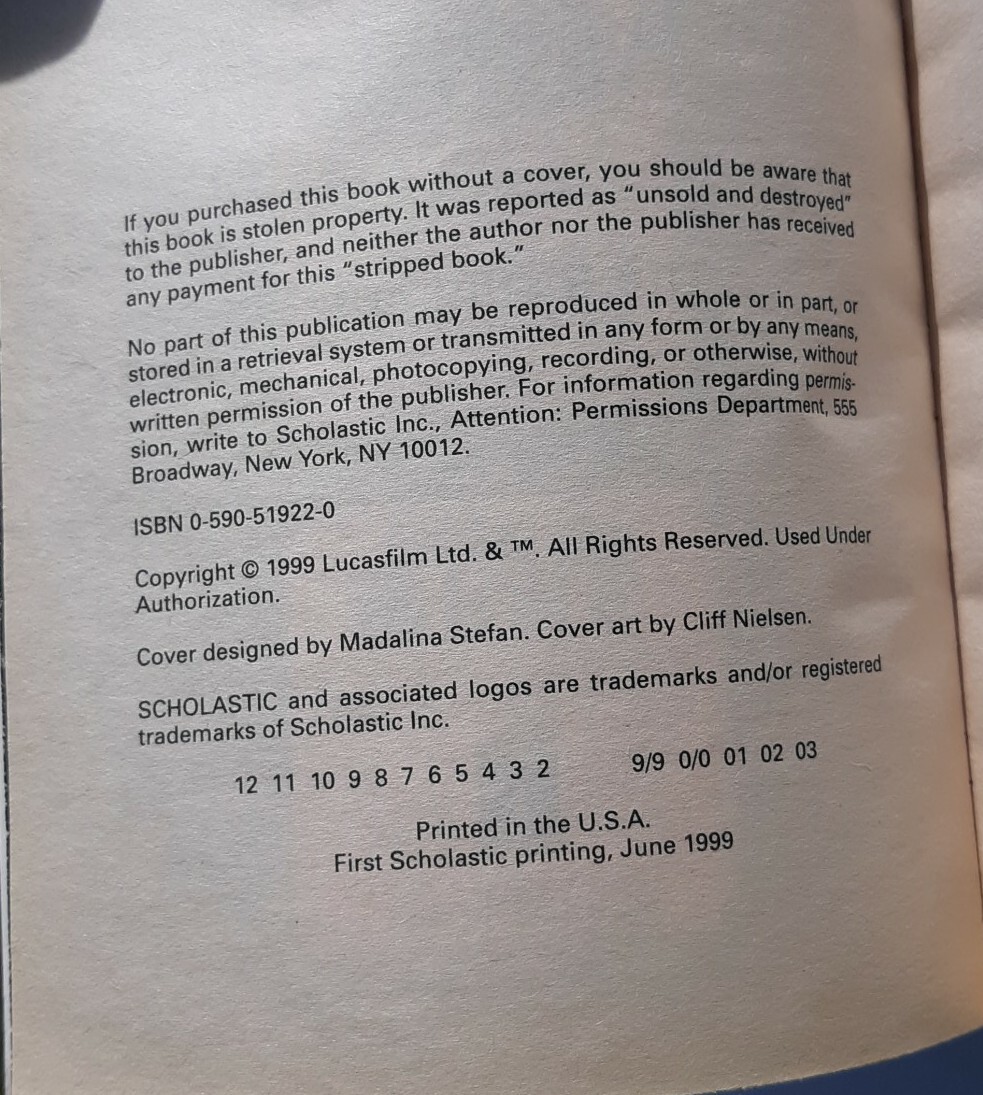 If you purchased this book without a cover, you should be aware that
this book is stolen property. It was reported as "unsold and destroyed"
to the publisher, and neither the author nor the publisher has received
any payment for this "stripped book."
No part of this publication may be reproduced in whole or in part, or
stored in a retrieval system or transmitted in any form or by any means,
electronic, mechanical, photocopying, recording, or otherwise, without
written permission of the publisher. For information regarding permis-
sion, write to Scholastic Inc., Attention: Permissions Department, 555
Broadway, New York, NY 10012.
ISBN 0-590-51922-0
Copyright © 1999 Lucasfilm Ltd. & ™. All Rights Reserved. Used Under
Authorization.
Cover designed by Madalina Stefan. Cover art by Cliff Nielsen.
SCHOLASTIC and associated logos are trademarks and/or registered
trademarks of Scholastic Inc.
12 11 10 9 8 7 6 5 4 3 2 9/9 0/0 01 02 03
Printed in the U.S.A.
First Scholastic printing, June 1999